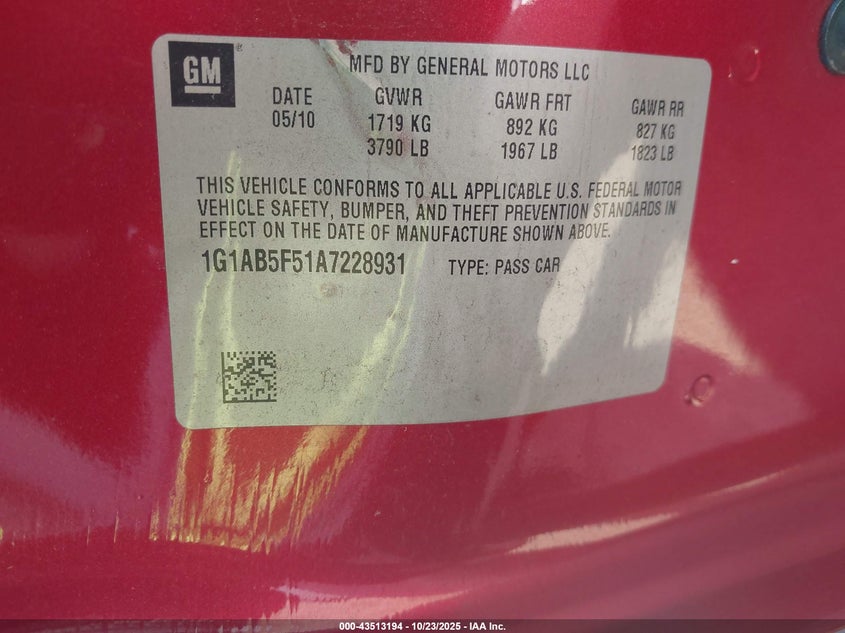 GM
MFD BY GENERAL MOTORS LLC
DATE GVWR GAWR FRT GAWR RR
05/10 1719 KG 892 KG 827 KG
3790 LB 1967 LB 1823 LB
THIS VEHICLE CONFORMS TO ALL APPLICABLE U.S. FEDERAL MOTOR
VEHICLE SAFETY, BUMPER, AND THEFT PREVENTION STANDARDS IN
EFFECT ON THE DATE OF MANUFACTURE SHOWN ABOVE.
1G1AB5F51A7228931 TYPE: PASS CAR
000-43513194 - 10/23/2025 - IAA Inc.